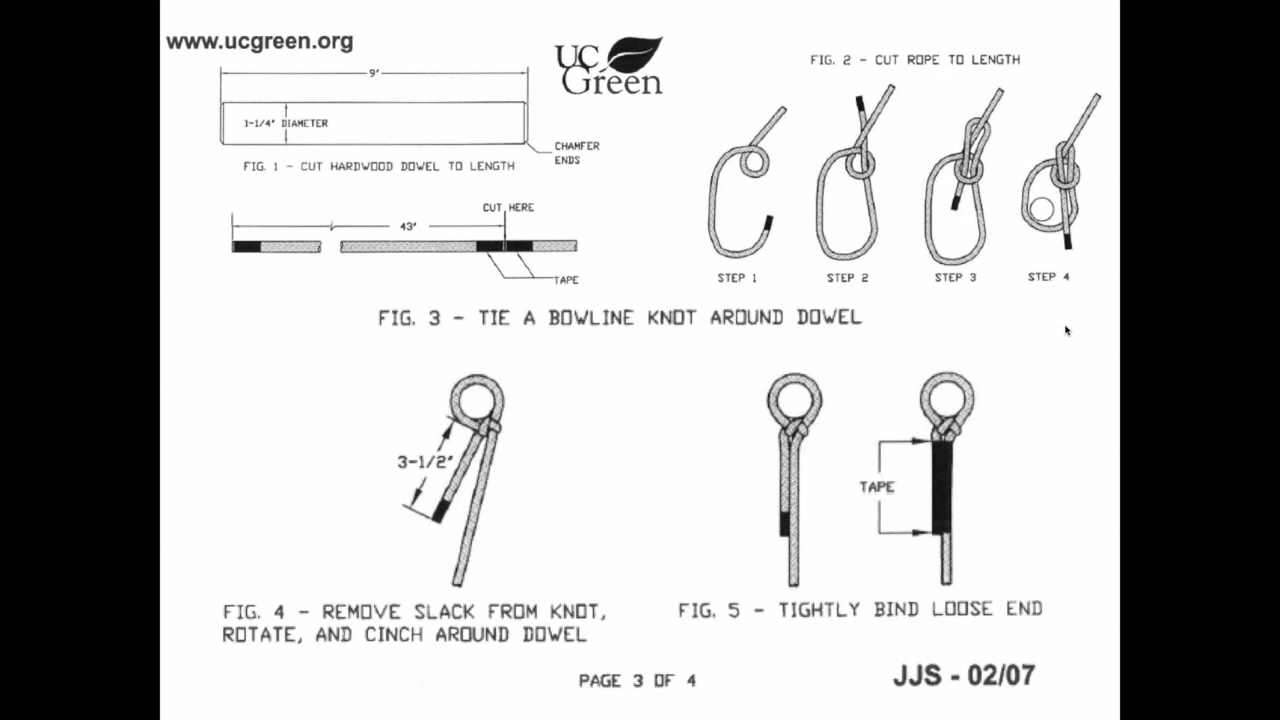 www.ucgreen.org
UC
Green
FIG. 2 - CUT ROPE TO LENGTH
9"
1-1/4" DIAMETER
CHAMFER
ENDS
FIG. 1 - CUT HARDWOOD DOWEL TO LENGTH
CUT HERE
43"
TAPE
STEP 1
STEP 2
STEP 3
STEP 4
FIG. 3 - TIE A BOWLINE KNOT AROUND DOWEL
3-1/2"
TAPE
FIG. 4 - REMOVE SLACK FROM KNOT,
ROTATE, AND CINCH AROUND DOWEL
FIG. 5 - TIGHTLY BIND LOOSE END
PAGE 3 OF 4
JJS - 02/07